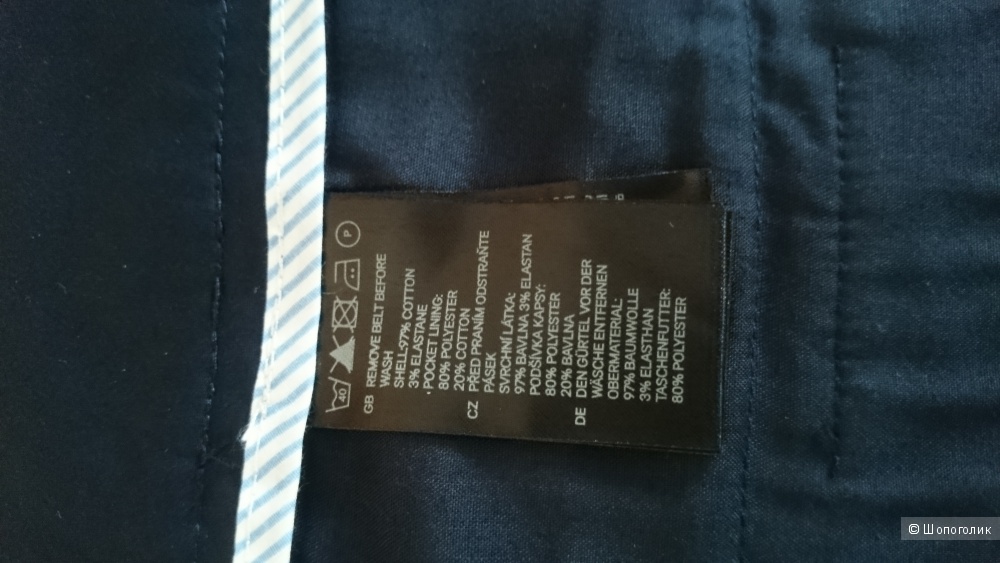 40
P
GB REMOVE BELT BEFORE
WASH
SHELL:97% COTTON
3% ELASTANE
POCKET LINING:
80% POLYESTER
20% COTTON
CZ PŘED PRANÍM ODSTRAŇTE
PÁSEK
SVRCHNÍ LÁTKA:
97% BAVLNA 3% ELASTAN
PODŠÍVKA KAPSY:
80% POLYESTER
20% BAVLNA
DE DEN GÜRTEL VOR DER
WÄSCHE ENTFERNEN
OBERMATERIAL:
97% BAUMWOLLE
3% ELASTHAN
TASCHENFUTTER:
80% POLYESTER
© Шопоголик